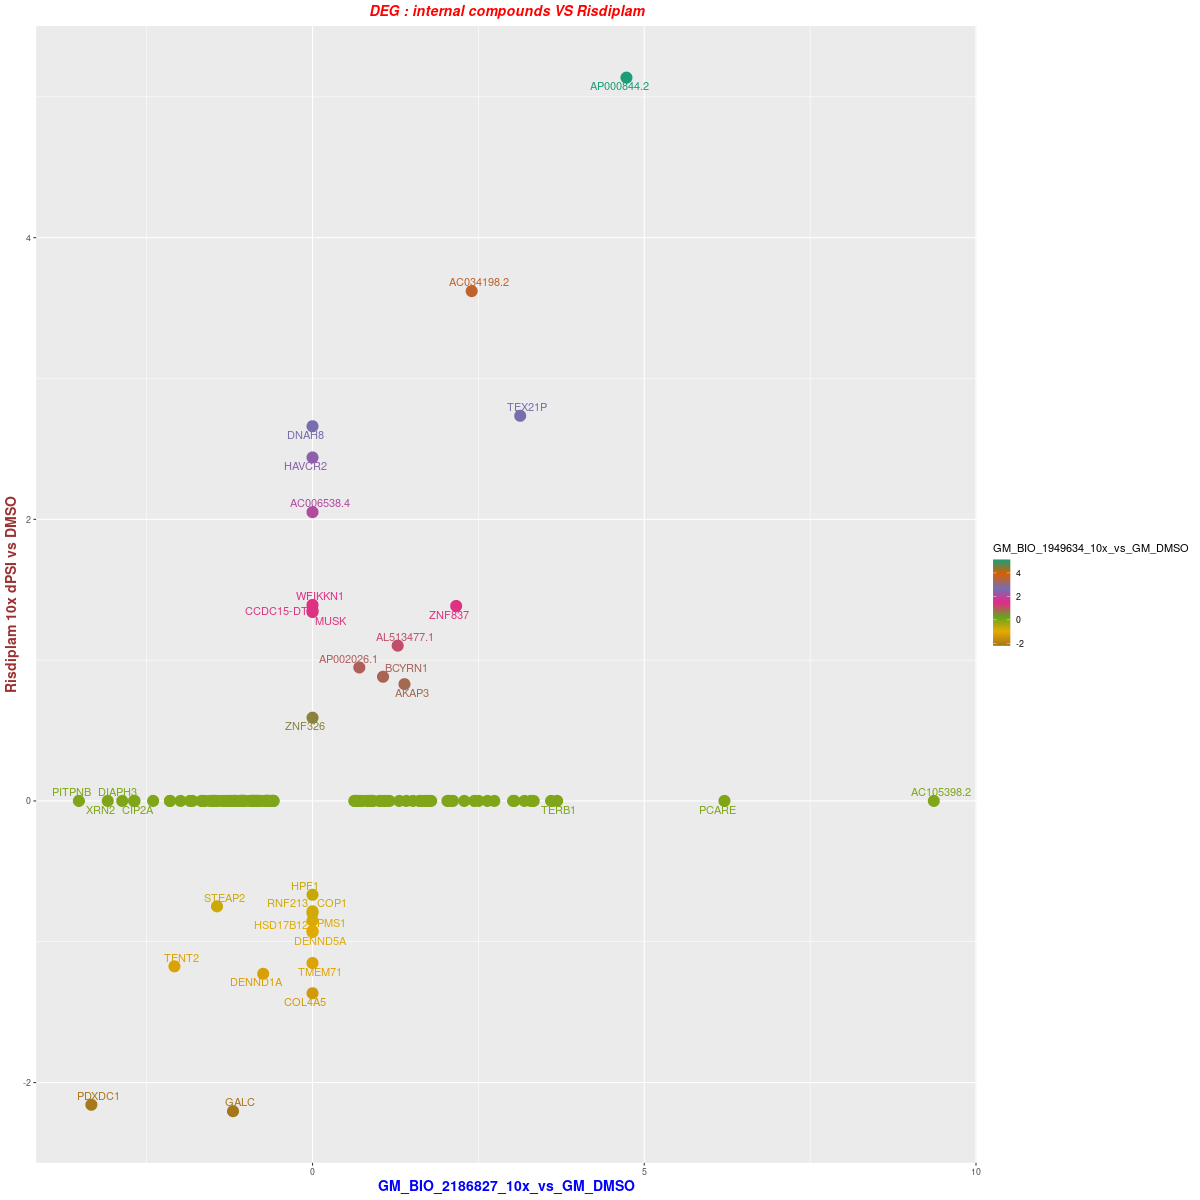 DEG : internal compounds VS Risdiplam
AP000844.2
4
AC034198.2
TEX21P
DNAH8
HAVCR2
Risdiplam 10x dPSI vs DMSO
AC006538.4
2
GM_BIO_1949634_10x_vs_GM_DMSO
4
2
0
-2
WFIKKN1
CCDC15-DT
MUSK
ZNF837
AL513477.1
AP002026.1
BCYRN1
AKAP3
ZNF326
PITPNB DIAPH3
AC105398.2
0
XRN2 CIP2A
TERB1
PCARE
HPF1
STEAP2
RNF213 COP1
HSD17B12 PMS1
DENND5A
TENT2
TMEM71
DENND1A
COL4A5
-2
PDXDC1
GALC
0 5 10
GM_BIO_2186827_10x_vs_GM_DMSO